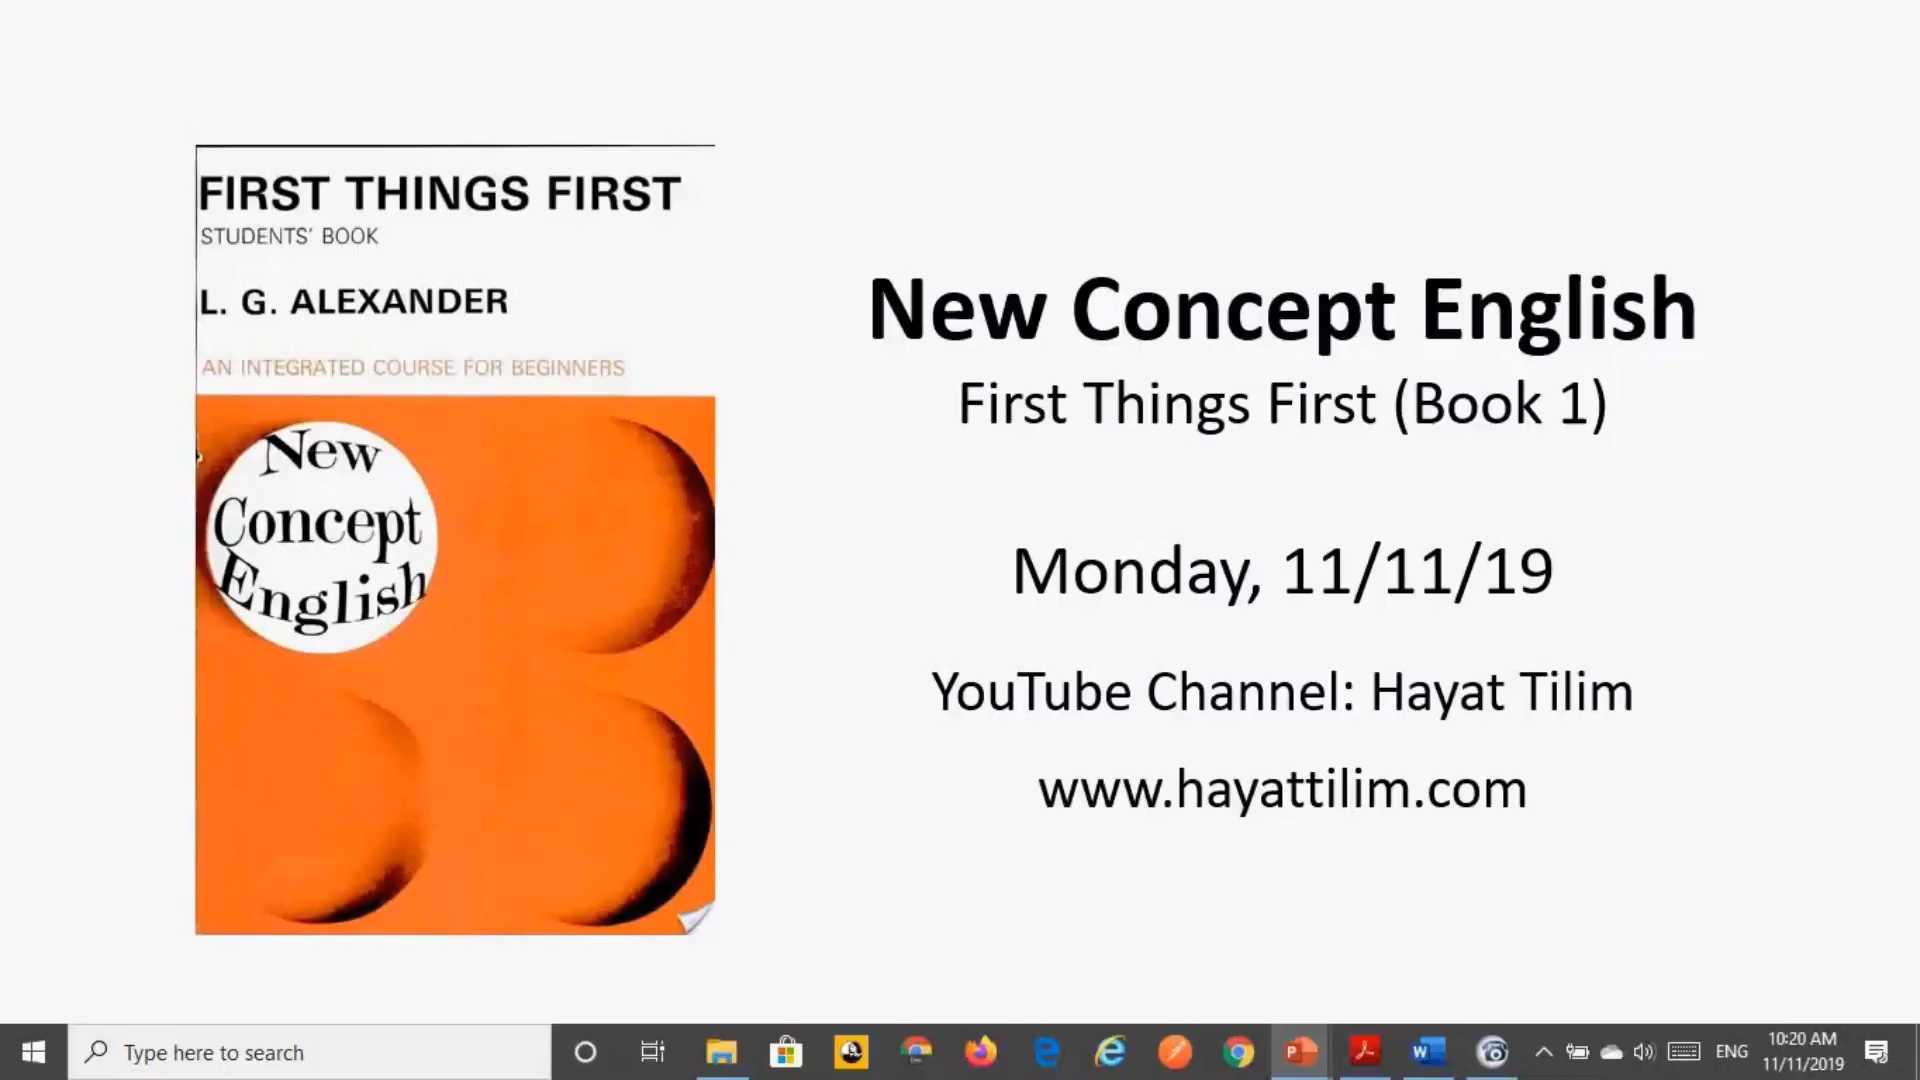 FIRST THINGS FIRST
STUDENTS' BOOK
L. G. ALEXANDER
AN INTEGRATED COURSE FOR BEGINNERS
New
Concept
English
New Concept English
First Things First (Book 1)
Monday, 11/11/19
YouTube Channel: Hayat Tilim
www.hayattilim.com
Type here to search
ENG
10:20 AM
11/11/2019